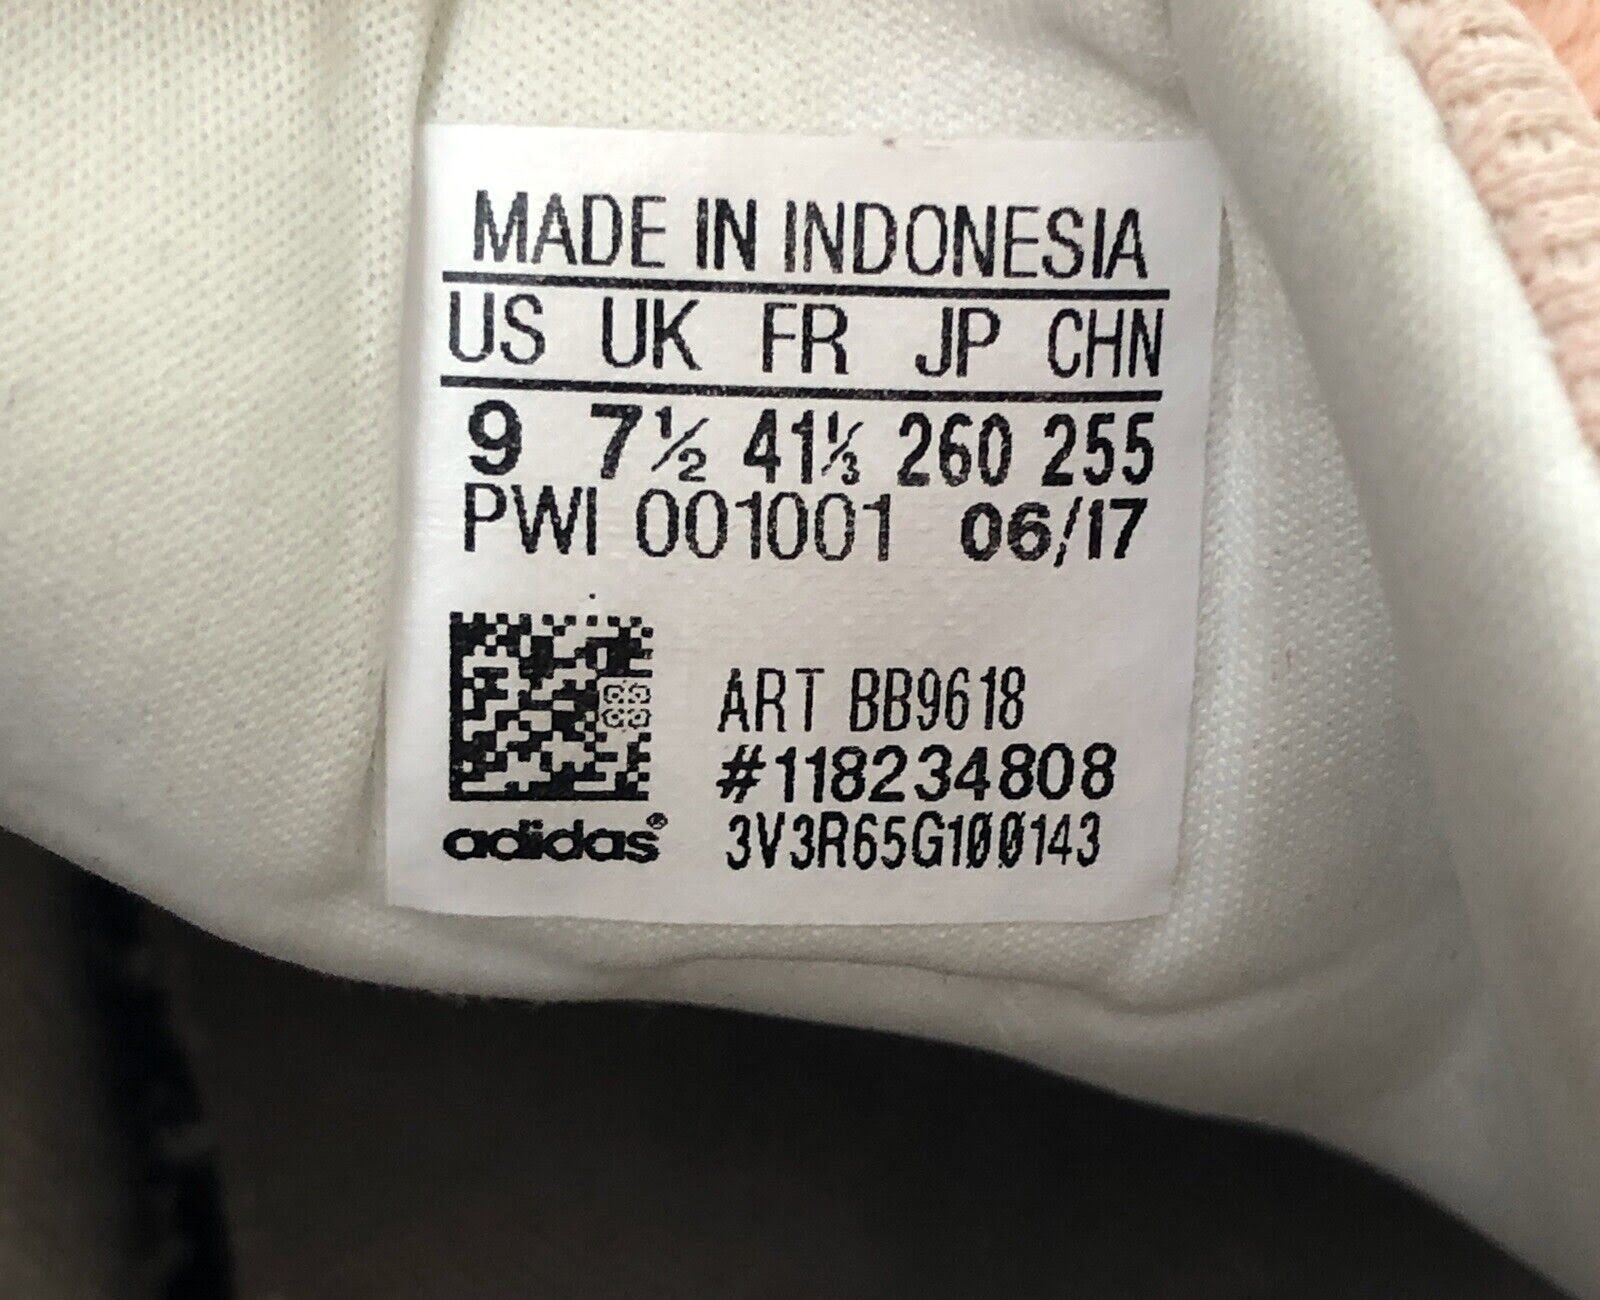 MADE IN INDONESIA
US UK FR JP CHN
9 7½ 41⅓ 260 255
PWI 001001 06/17
ART BB9618
#118234808
adidas® 3V3R65G100143